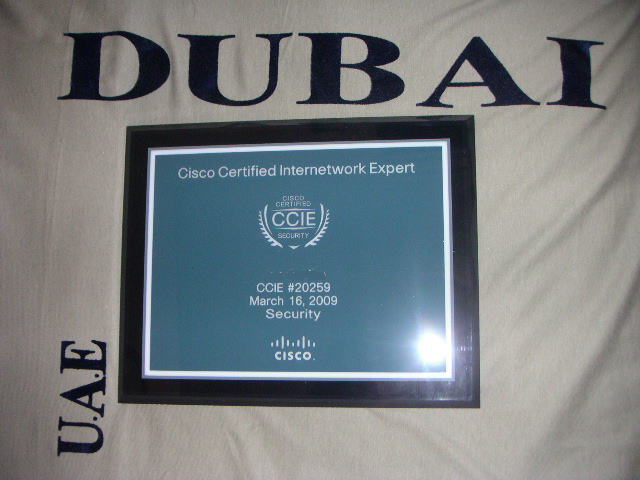 DUBAI
Cisco Certified Internetwork Expert
CISCO
CERTIFIED
CCIE
SECURITY
CCIE #20259
March 16, 2009
Security
CISCO.
U.A.E